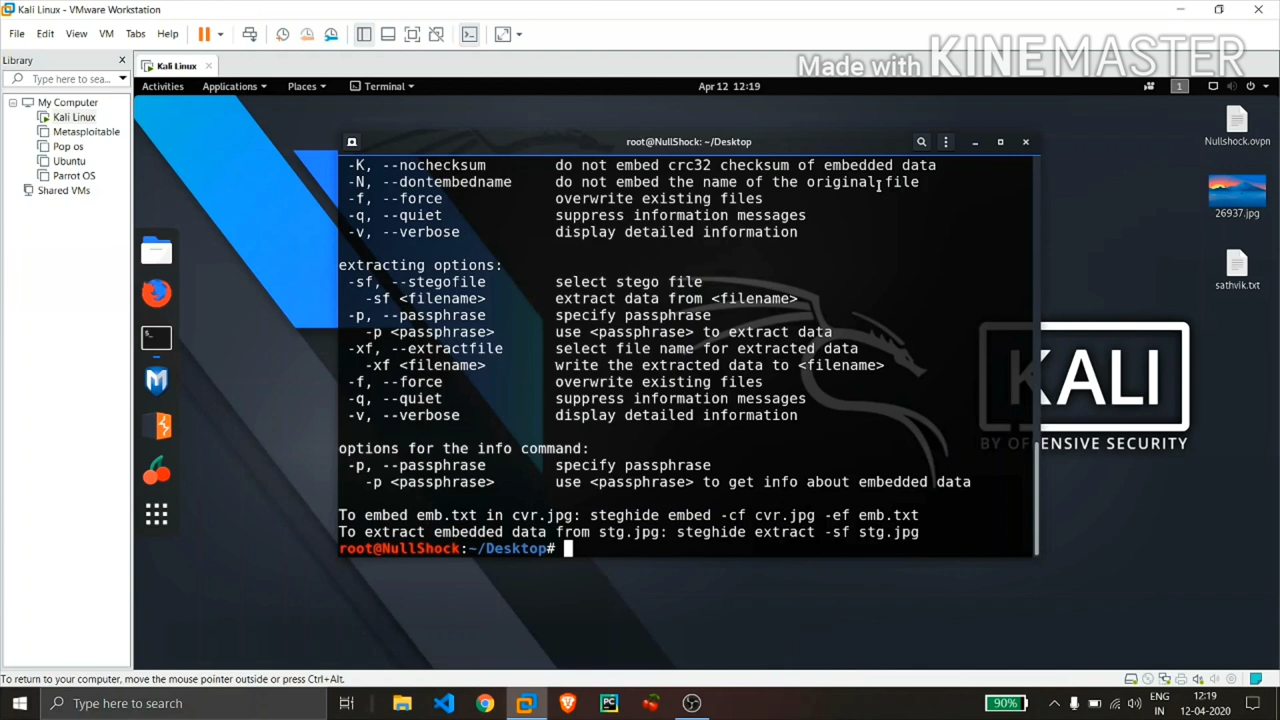 Kali Linux - VMware Workstation
File Edit View VM Tabs Help
Made with KINEMASTER
Library
Type here to sea...
My Computer
Kali Linux
Metasploitable
Pop os
Ubuntu
Parrot OS
Shared VMs
Kali Linux
Activities Applications Places Terminal Apr 12 12:19 1
root@NullShock: ~/Desktop
-K, --nochecksum do not embed crc32 checksum of embedded data
-N, --dontembedname do not embed the name of the original file
-f, --force overwrite existing files
-q, --quiet suppress information messages
-v, --verbose display detailed information
extracting options:
-sf, --stegofile select stego file
-sf <filename> extract data from <filename>
-p, --passphrase specify passphrase
-p <passphrase> use <passphrase> to extract data
-xf, --extractfile select file name for extracted data
-xf <filename> write the extracted data to <filename>
-f, --force overwrite existing files
-q, --quiet suppress information messages
-v, --verbose display detailed information
options for the info command:
-p, --passphrase specify passphrase
-p <passphrase> use <passphrase> to get info about embedded data
To embed emb.txt in cvr.jpg: steghide embed -cf cvr.jpg -ef emb.txt
To extract embedded data from stg.jpg: steghide extract -sf stg.jpg
root@NullShock:~/Desktop#
Nullshock.ovpn
26937.jpg
sathvik.txt
KALI
BY OFFENSIVE SECURITY
To return to your computer, move the mouse pointer outside or press Ctrl+Alt.
Type here to search
PC
90%
ENG
IN
12:19
12-04-2020